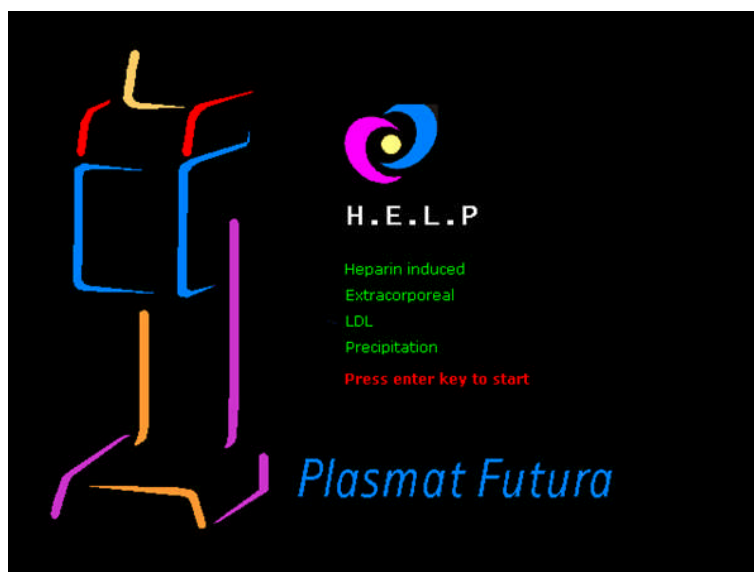 H.E.L.P
Heparin induced
Extracorporeal
LDL
Precipitation
Press enter key to start
Plasmat Futura